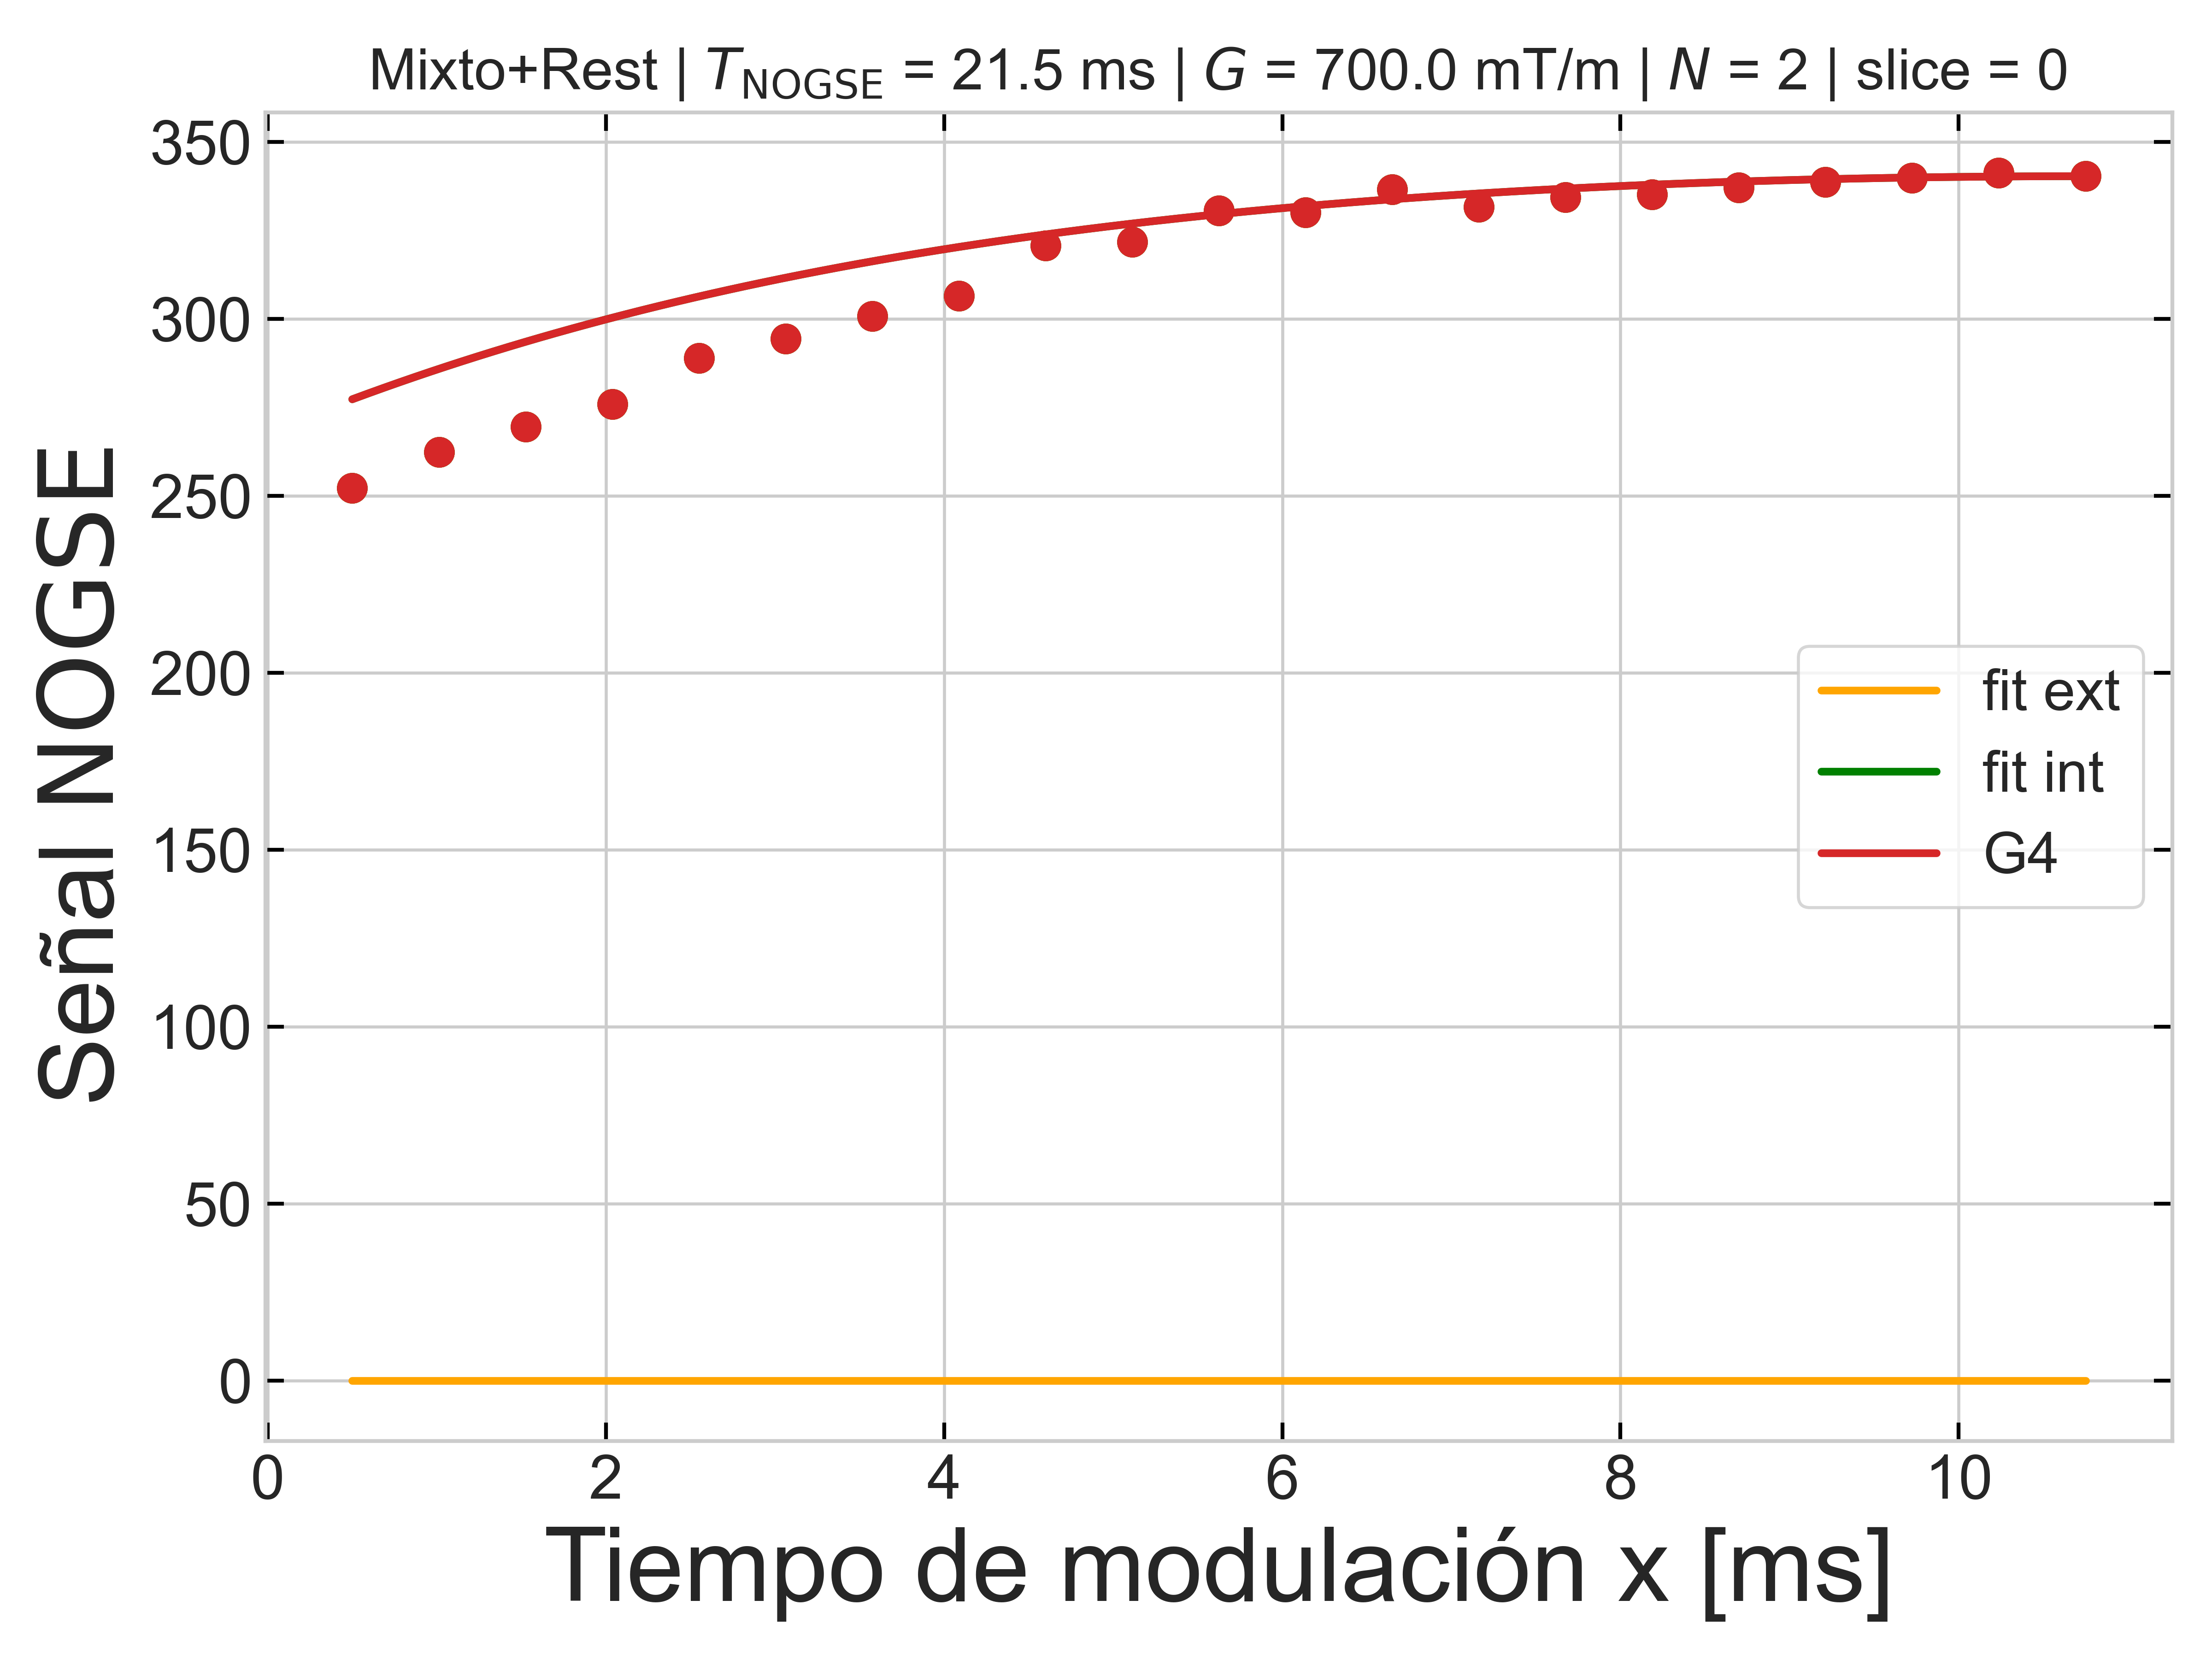 Mixto+Rest | T_NOGSE = 21.5 ms | G = 700.0 mT/m | N = 2 | slice = 0
Señal NOGSE
350
300
250
200
150
100
50
0
fit ext
fit int
G4
0 2 4 6 8 10
Tiempo de modulación x [ms]